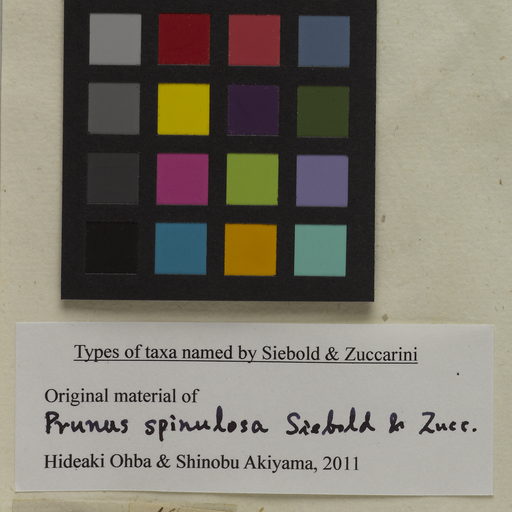 Types of taxa named by Siebold & Zuccarini
Original material of
Prunus spinulosa Siebold & Zucc.
Hideaki Ohba & Shinobu Akiyama, 2011